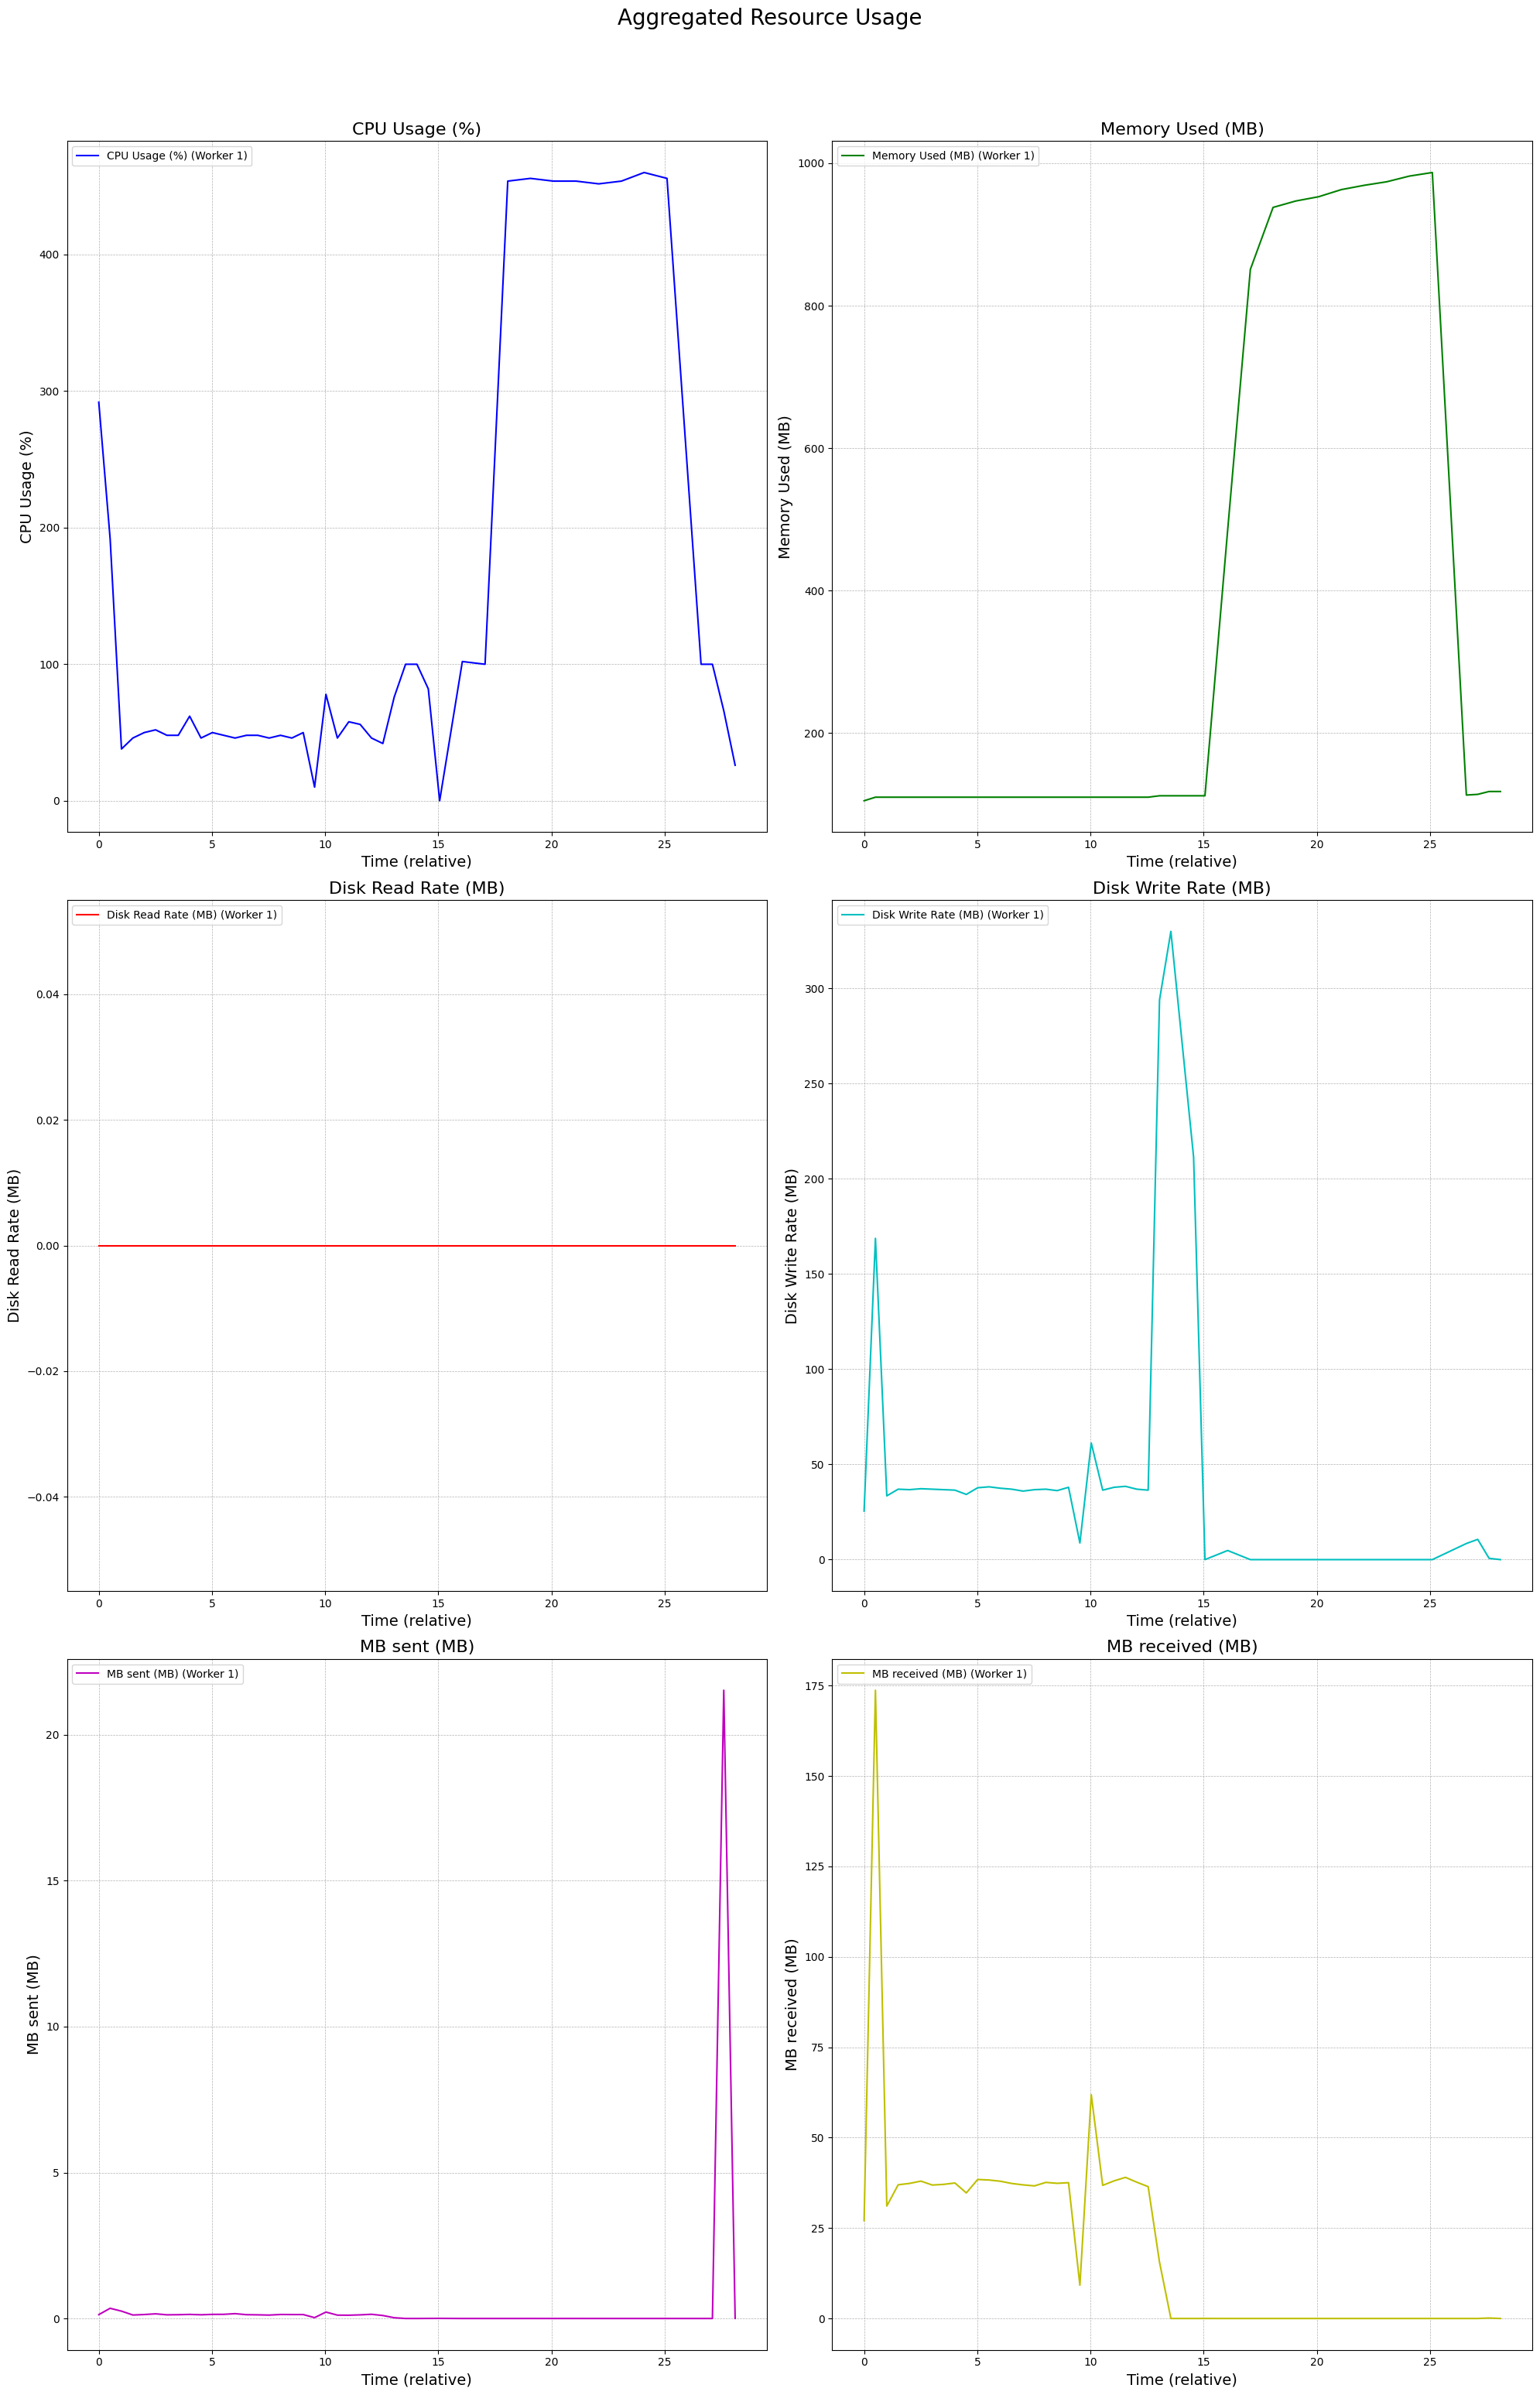 Aggregated Resource Usage
CPU Usage (%)
CPU Usage (%) (Worker 1)
CPU Usage (%)
400
300
200
100
0
0 5 10 15 20 25
Time (relative)
Memory Used (MB)
Memory Used (MB) (Worker 1)
Memory Used (MB)
1000
800
600
400
200
0 5 10 15 20 25
Time (relative)
Disk Read Rate (MB)
Disk Read Rate (MB) (Worker 1)
Disk Read Rate (MB)
0.04
0.02
0.00
−0.02
−0.04
0 5 10 15 20 25
Time (relative)
Disk Write Rate (MB)
Disk Write Rate (MB) (Worker 1)
Disk Write Rate (MB)
300
250
200
150
100
50
0
0 5 10 15 20 25
Time (relative)
MB sent (MB)
MB sent (MB) (Worker 1)
MB sent (MB)
20
15
10
5
0
0 5 10 15 20 25
Time (relative)
MB received (MB)
MB received (MB) (Worker 1)
MB received (MB)
175
150
125
100
75
50
25
0
0 5 10 15 20 25
Time (relative)